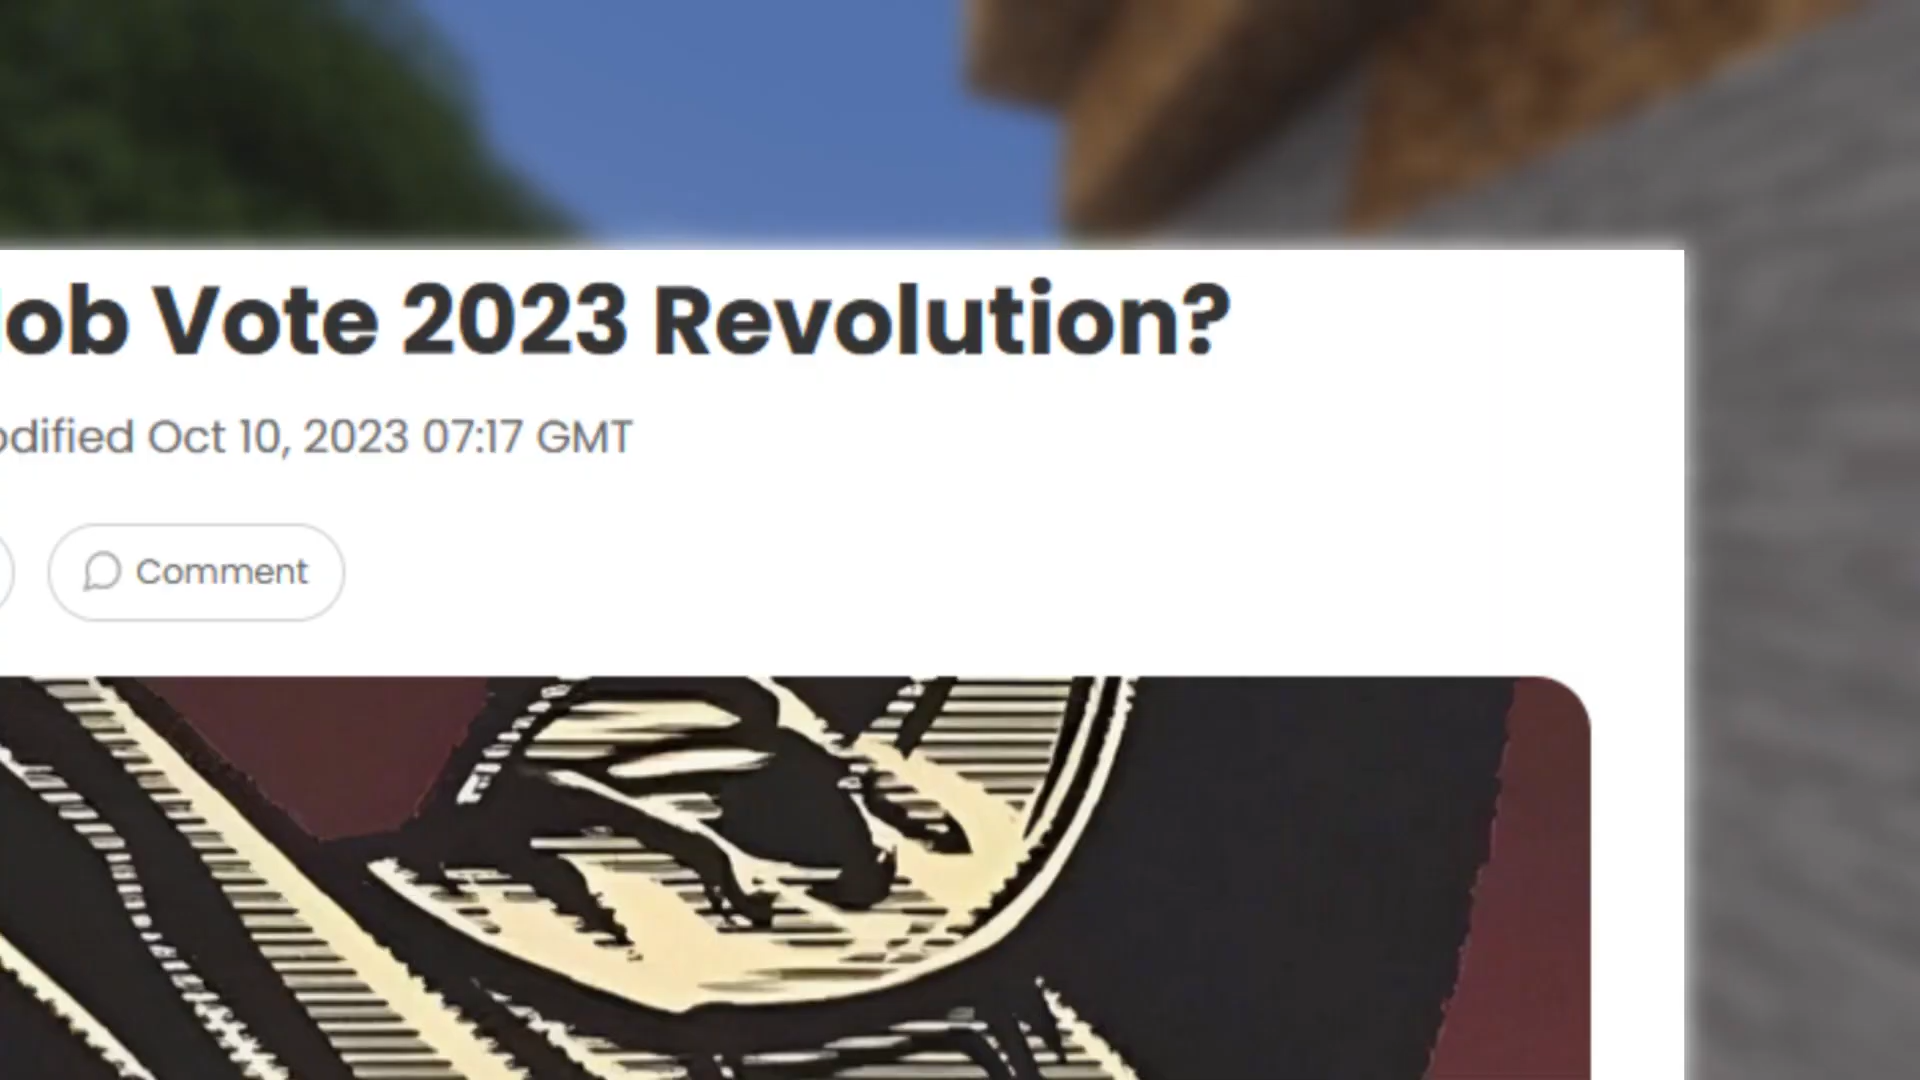 ob Vote 2023 Revolution?
odified Oct 10, 2023 07:17 GMT
Comment